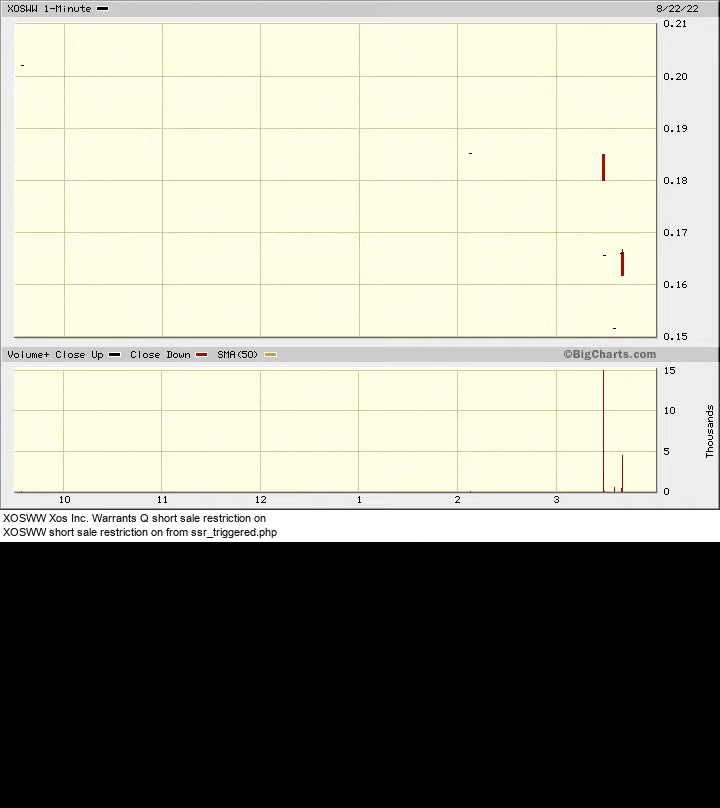 XOSWW 1-Minute 8/22/22
0.21
0.20
0.19
0.18
0.17
0.16
0.15
Volume+ Close Up Close Down SMA(50) ©BigCharts.com
15
10
5
0
Thousands
10 11 12 1 2 3
XOSWW Xos Inc. Warrants Q short sale restriction on
XOSWW short sale restriction on from ssr_triggered.php